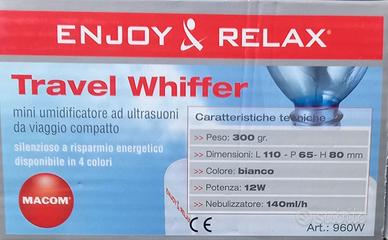 ENJOY & RELAX®
Travel Whiffer
mini umidificatore ad ultrasuoni
da viaggio compatto
silenzioso a risparmio energetico
disponibile in 4 colori
MACOM®
Caratteristiche tecniche
>> Peso: 300 gr.
>> Dimensioni: L 110 - P 65 - H 80 mm
>> Colore: bianco
>> Potenza: 12W
>> Nebulizzatore: 140ml/h
CE
Art.: 960W
subito